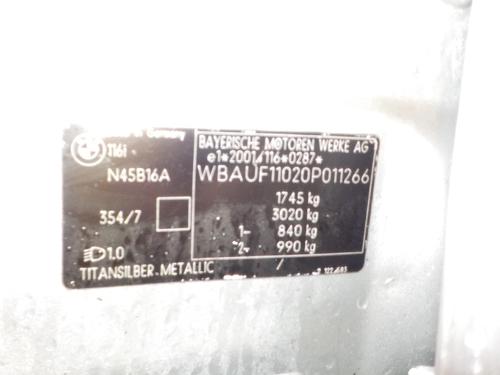 Germany
116i
N45B16A
354/7
1.0
TITANSILBER.METALLIC /
BAYERISCHE MOTOREN WERKE AG
e1*2001/116*0287*
WBAUF11020P011266
1745 kg
3020 kg
1- 840 kg
2- 990 kg